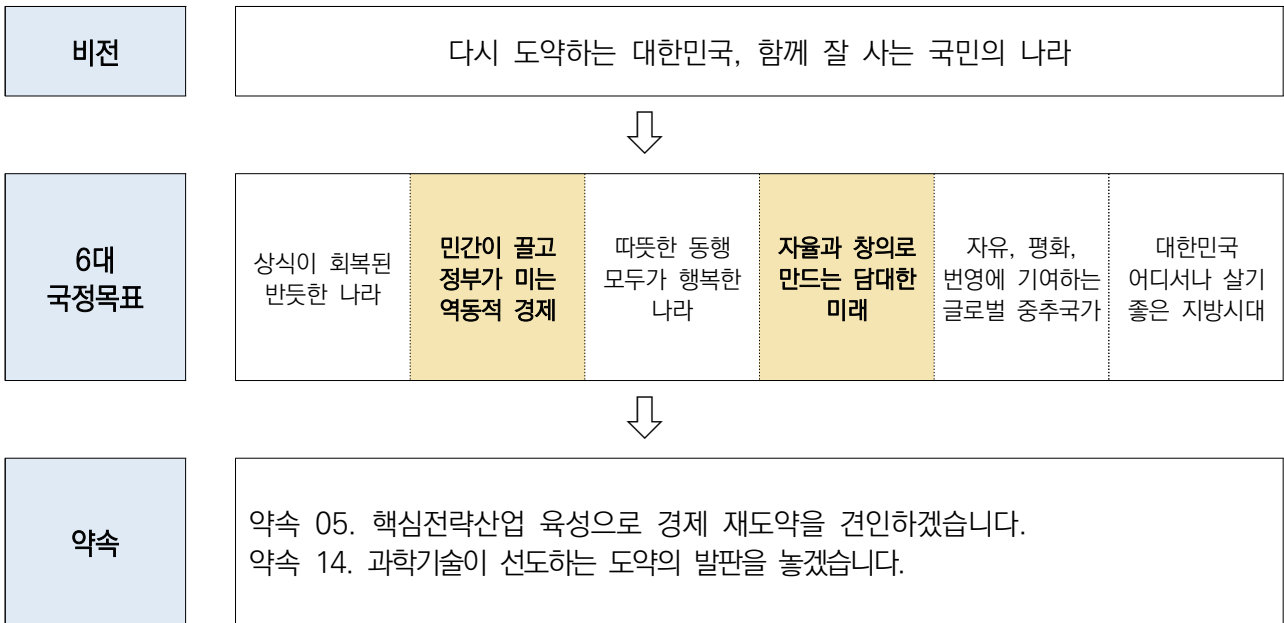 비전
다시 도약하는 대한민국, 함께 잘 사는 국민의 나라
6대
국정목표
상식이 회복된
반듯한 나라
민간이 끌고
정부가 미는
역동적 경제
따뜻한 동행
모두가 행복한
나라
자율과 창의로
만드는 담대한
미래
자유, 평화,
번영에 기여하는
글로벌 중추국가
대한민국
어디서나 살기
좋은 지방시대
약속
약속 05. 핵심전략산업 육성으로 경제 재도약을 견인하겠습니다.
약속 14. 과학기술이 선도하는 도약의 발판을 놓겠습니다.